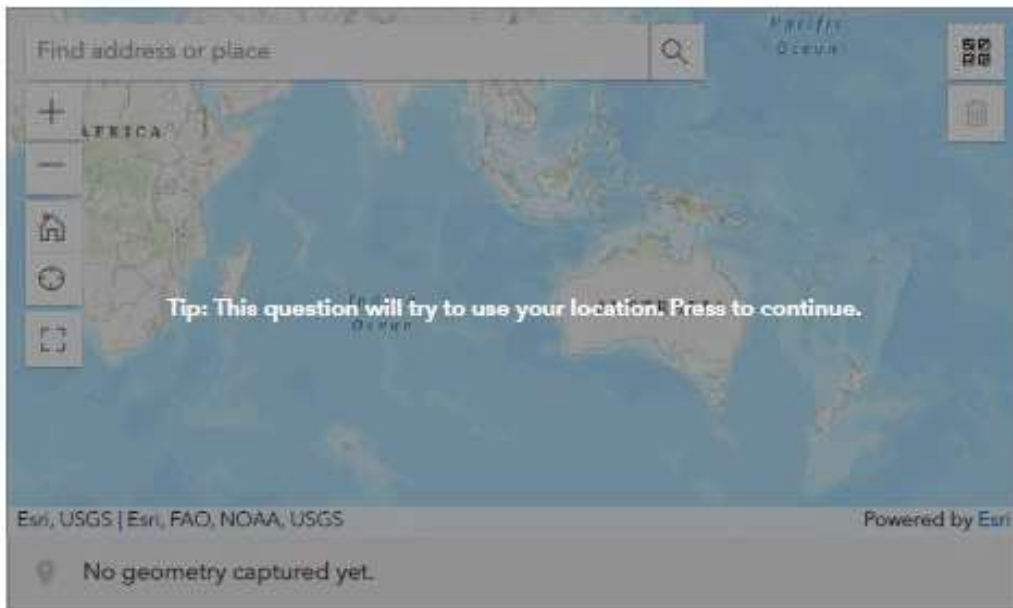 Pacific
Ocean
Find address or place
AFRICA
Tip: This question will try to use your location. Press to continue.
Ocean
Esri, USGS | Esri, FAO, NOAA, USGS
Powered by Esri
No geometry captured yet.